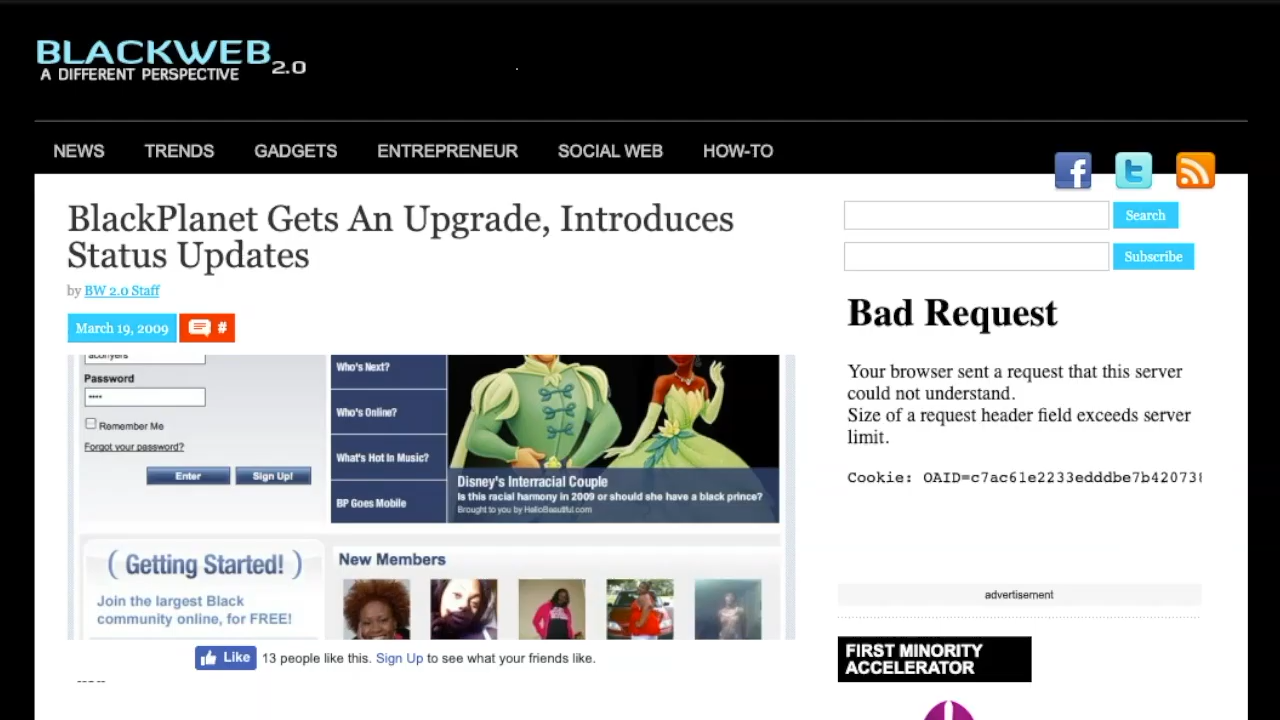 BLACKWEB 2.0
A DIFFERENT PERSPECTIVE
NEWS TRENDS GADGETS ENTREPRENEUR SOCIAL WEB HOW-TO
BlackPlanet Gets An Upgrade, Introduces
Status Updates
by BW 2.0 Staff
March 19, 2009 #
Password
****
Remember Me
Forgot your password?
Enter Sign Up!
Who's Next?
Who's Online?
What's Hot In Music?
BP Goes Mobile
Disney's Interracial Couple
Is this racial harmony in 2009 or should she have a black prince?
Brought to you by HelloBeautiful.com
( Getting Started! )
Join the largest Black
community online, for FREE!
New Members
Like 13 people like this. Sign Up to see what your friends like.
f t
Search
Subscribe
Bad Request
Your browser sent a request that this server
could not understand.
Size of a request header field exceeds server
limit.
Cookie: OAID=c7ac61e2233edddbe7b42073
advertisement
FIRST MINORITY
ACCELERATOR